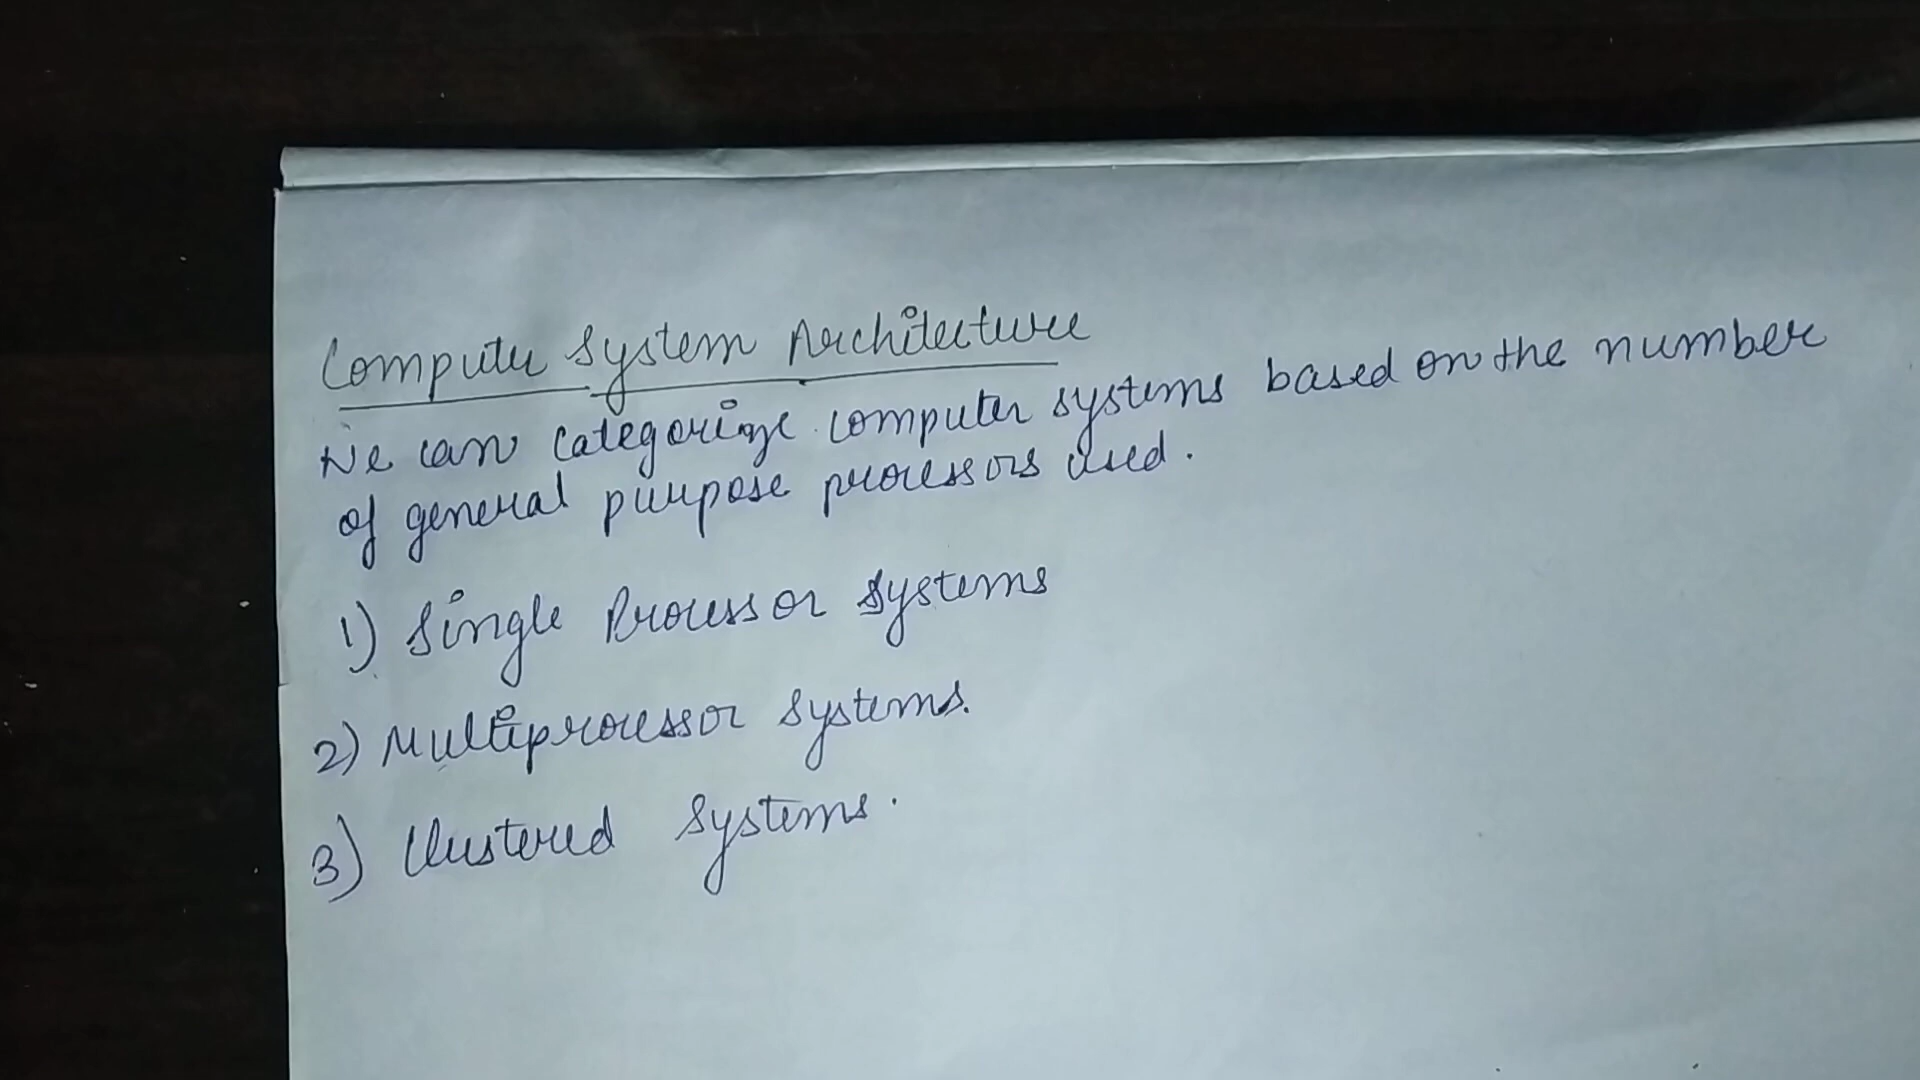 Computer System Architecture
We can categorize computer systems based on the number
of general purpose processors used.
1) Single Processor Systems
2) Multiprocessor Systems.
3) Clustered Systems.